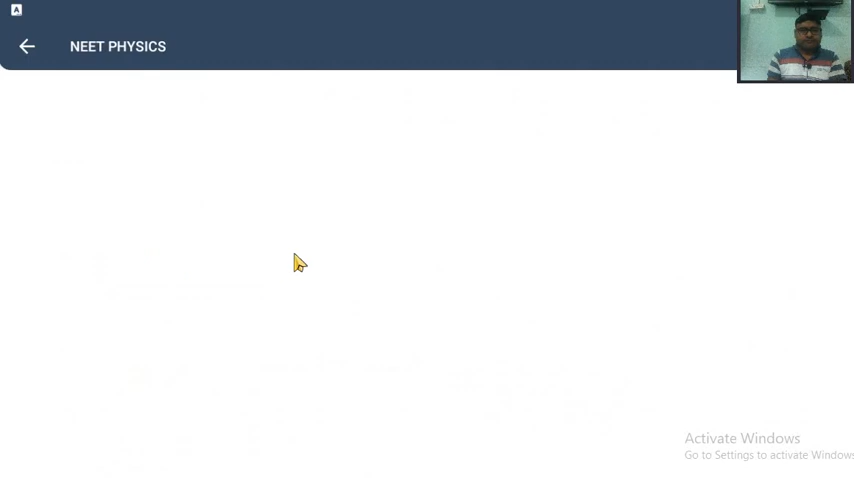 A
NEET PHYSICS
Activate Windows
Go to Settings to activate Windows